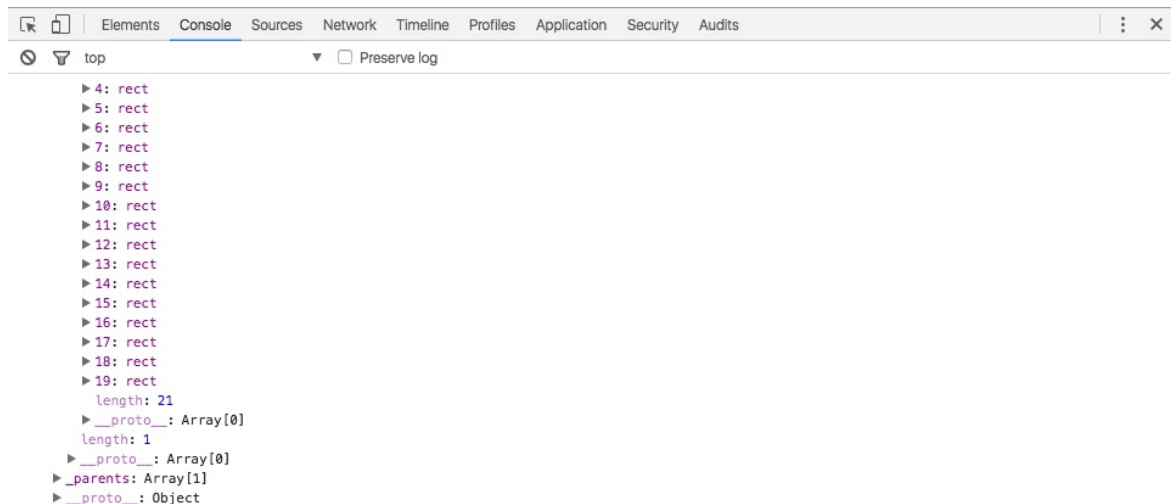 Elements Console Sources Network Timeline Profiles Application Security Audits
top Preserve log
4: rect
5: rect
6: rect
7: rect
8: rect
9: rect
10: rect
11: rect
12: rect
13: rect
14: rect
15: rect
16: rect
17: rect
18: rect
19: rect
length: 21
__proto__: Array[0]
length: 1
__proto__: Array[0]
_parents: Array[1]
__proto__: Object